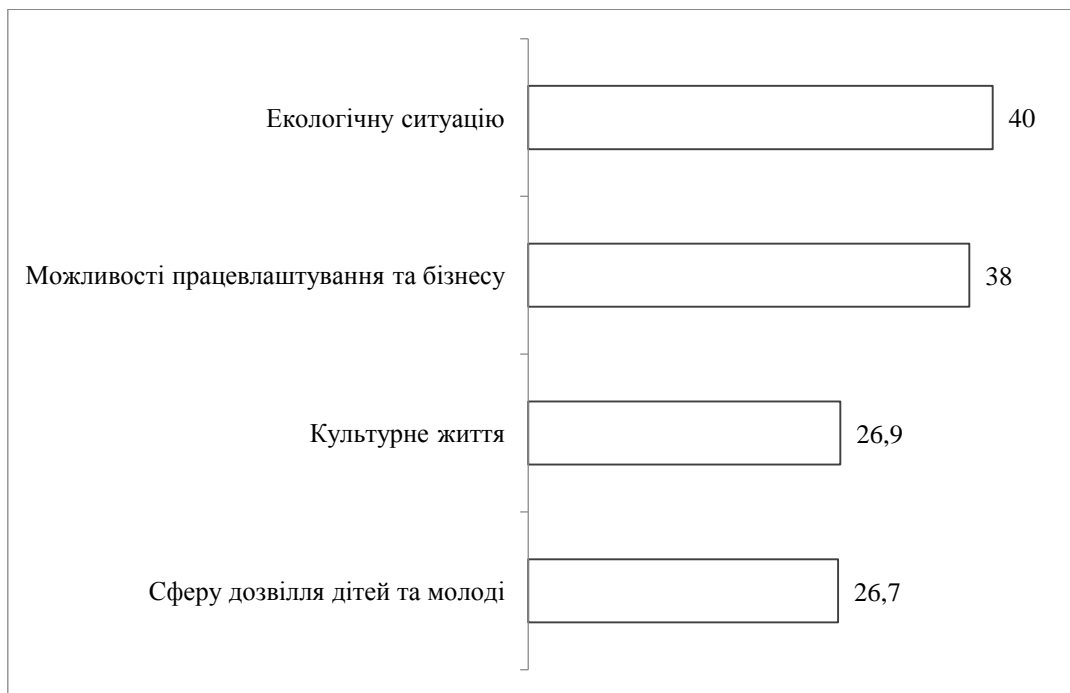 Екологічну ситуацію
40
Можливості працевлаштування та бізнесу
38
Культурне життя
26,9
Сферу дозвілля дітей та молоді
26,7